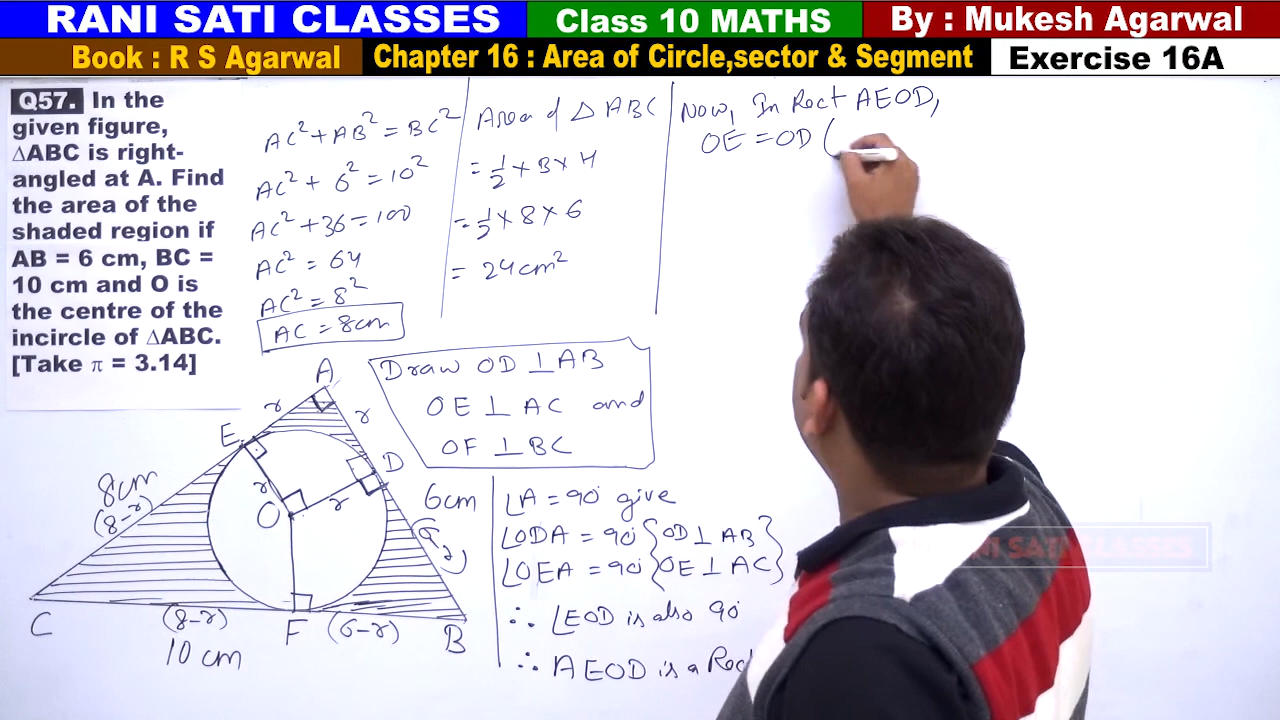 RANI SATI CLASSES
Class 10 MATHS
By : Mukesh Agarwal
Book : R S Agarwal
Chapter 16 : Area of Circle,sector & Segment
Exercise 16A
Q57. In the
given figure,
∆ABC is right-
angled at A. Find
the area of the
shaded region if
AB = 6 cm, BC =
10 cm and O is
the centre of the
incircle of ∆ABC.
[Take π = 3.14]
AC² + AB² = BC²
AC² + 6² = 10²
AC² + 36 = 100
AC² = 64
AC² = 8²
AC = 8cm
Area of ∆ ABC
= 1/2 × B × H
= 1/2 × 8 × 6
= 24cm²
Now, In Rect AEOD,
OE = OD (
Draw OD ⊥ AB
OE ⊥ AC and
OF ⊥ BC
A
r
r
E
D
8cm
(8-r)
r
r
O
6cm
C
(8-r)
F
(6-r)
B
10 cm
∠A = 90° give
∠ODA = 90° {OD ⊥ AB}
∠OEA = 90° {OE ⊥ AC}
∴ ∠EOD is also 90°
∴ AEOD is a Rect
SATI CLASSES